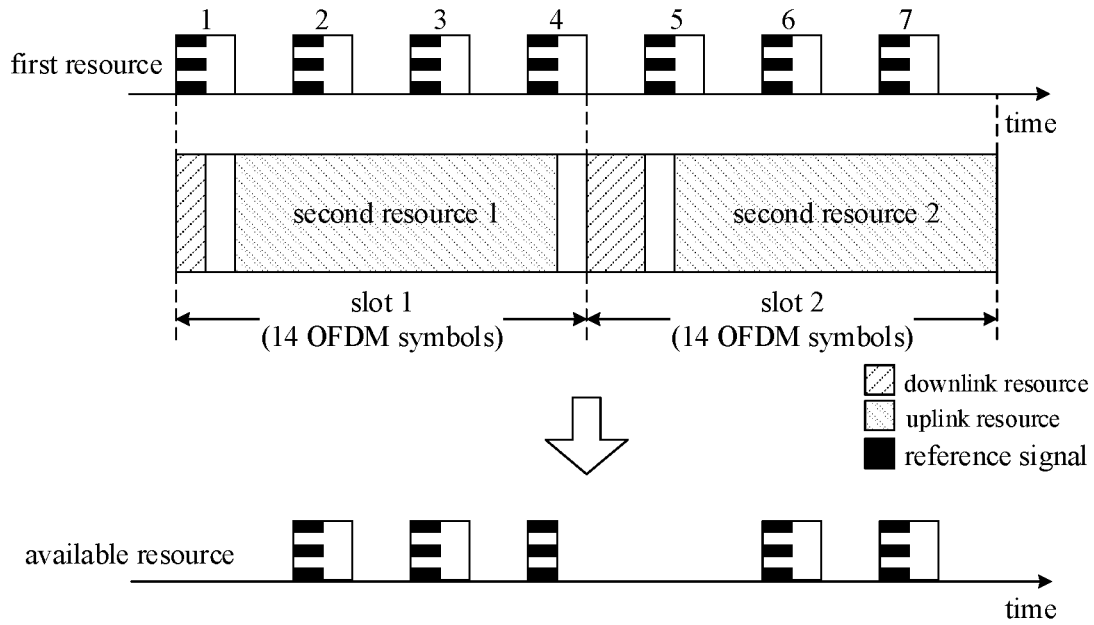 1 2 3 4 5 6 7
first resource
time
second resource 1 second resource 2
slot 1 slot 2
(14 OFDM symbols) (14 OFDM symbols)
downlink resource
uplink resource
reference signal
available resource
time